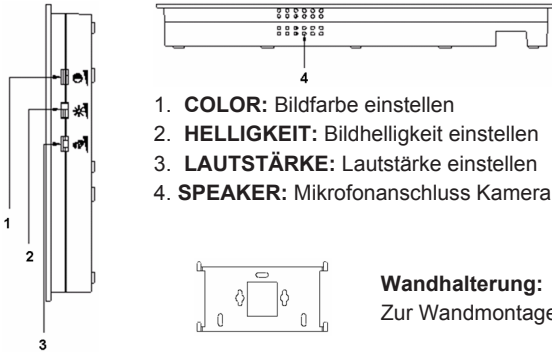 4
1. COLOR: Bildfarbe einstellen
2. HELLIGKEIT: Bildhelligkeit einstellen
3. LAUTSTÄRKE: Lautstärke einstellen
4. SPEAKER: Mikrofonanschluss Kamera
1
2
3
Wandhalterung:
Zur Wandmontage